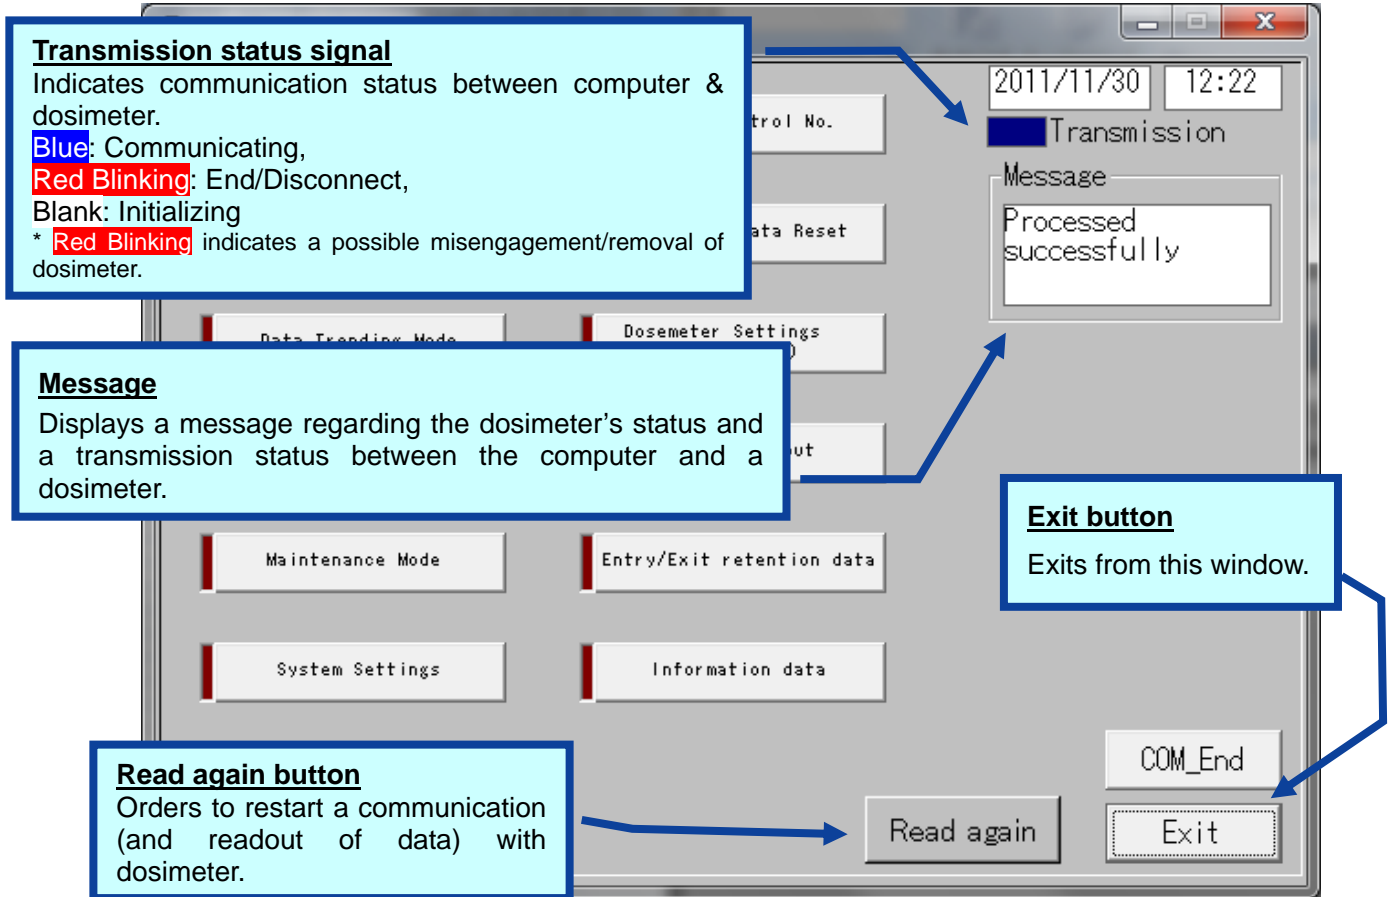 Transmission status signal
Indicates communication status between computer &
dosimeter.
Blue: Communicating,
Red Blinking: End/Disconnect,
Blank: Initializing
* Red Blinking indicates a possible misengagement/removal of
dosimeter.
2011/11/30 12:22
Transmission
Message
Processed
successfully
trol No.
ata Reset
Data Trending Mode
Dosemeter Settings
)
Message
Displays a message regarding the dosimeter’s status and
a transmission status between the computer and a
dosimeter.
ut
Exit button
Exits from this window.
Maintenance Mode
Entry/Exit retention data
System Settings
Information data
Read again button
Orders to restart a communication
(and readout of data) with
dosimeter.
COM_End
Read again
Exit